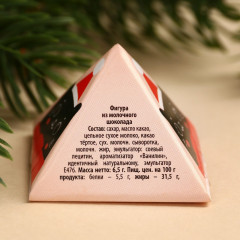 Фигура
из молочного
шоколада
Состав: сахар, масло какао,
цельное сухое молоко, какао
тёртое, сух. молочн. сыворотка,
молочн. жир, эмульгатор: соевый
лецитин, ароматизатор «Ванилин»,
идентичный натуральному, эмульгатор
Е476. Масса нетто: 6,5 г. Пищ. цен. на 100 г
продукта: белки – 5,5 г, жиры – 31,5 г,